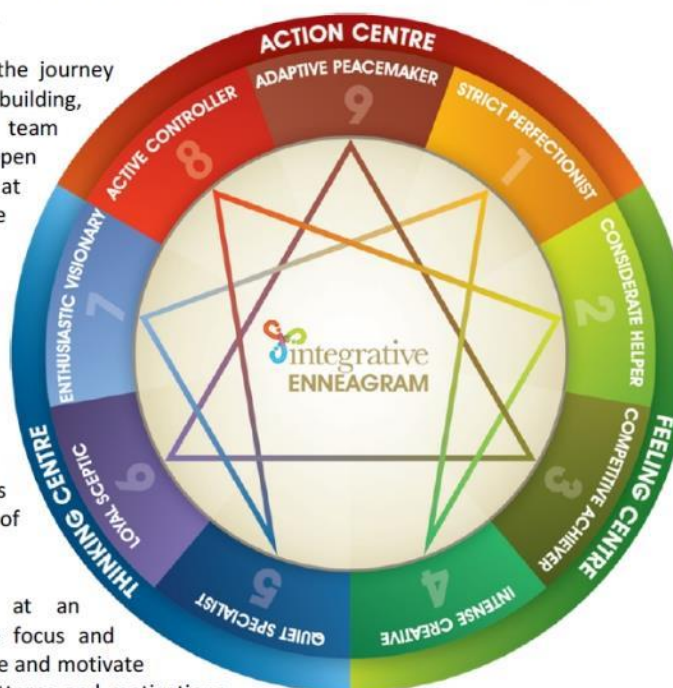 the journey
building,
team
pen
at
e
s
of
at an
focus and
e and motivate
ACTION CENTRE
ADAPTIVE PEACEMAKER
9
STRICT PERFECTIONIST
1
CONSIDERATE HELPER
2
FEELING CENTRE
COMPETITIVE ACHIEVER
3
INTENSE CREATIVE
4
QUIET SPECIALIST
5
THINKING CENTRE
LOYAL SCEPTIC
6
ENTHUSIASTIC VISIONARY
7
ACTIVE CONTROLLER
8
integrative
ENNEAGRAM